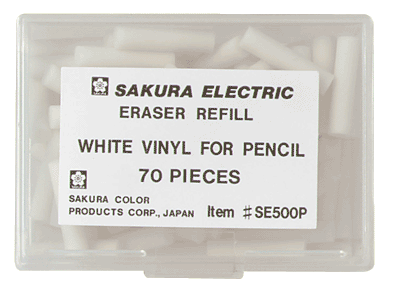 SAKURA ELECTRIC
ERASER REFILL
WHITE VINYL FOR PENCIL
70 PIECES
SAKURA COLOR
PRODUCTS CORP., JAPAN Item #SE500P